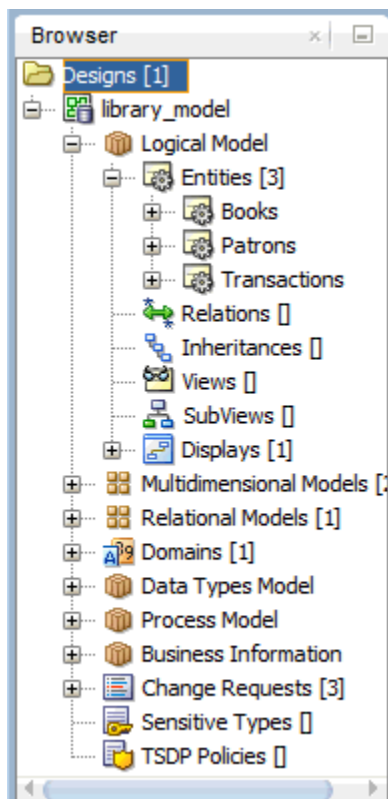 Browser
Designs [1]
library_model
Logical Model
Entities [3]
Books
Patrons
Transactions
Relations []
Inheritances []
Views []
SubViews []
Displays [1]
Multidimensional Models [
Relational Models [1]
Domains [1]
Data Types Model
Process Model
Business Information
Change Requests [3]
Sensitive Types []
TSDP Policies []